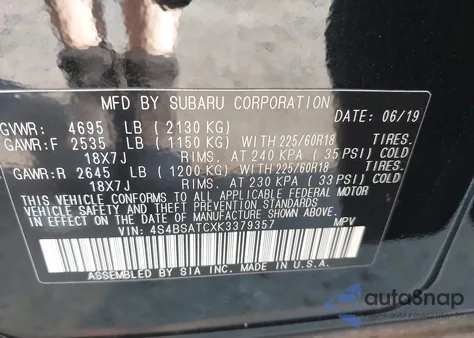 MFD BY SUBARU CORPORATION DATE 06/19
GVWR: 4695 LB (2130 KG)
GAWR:F 2535 LB (1150 KG) WITH 225/60R18 TIRES.
18X7J RIMS. AT 240 KPA (35 PSI) COLD
GAWR:R 2645 LB (1200 KG) WITH 225/60R18 TIRES.
18X7J RIMS. AT 230 KPA (33 PSI) COLD
THIS VEHICLE CONFORMS TO ALL APPLICABLE FEDERAL MOTOR
VEHICLE SAFETY AND THEFT PREVENTION STANDARDS
IN EFFECT ON THE DATE OF MANUFACTURE SHOWN ABOVE.
VIN: 4S4BSATCXK3379357 MPV
ASSEMBLED BY SIA INC. MADE IN U.S.A.
auta8nap